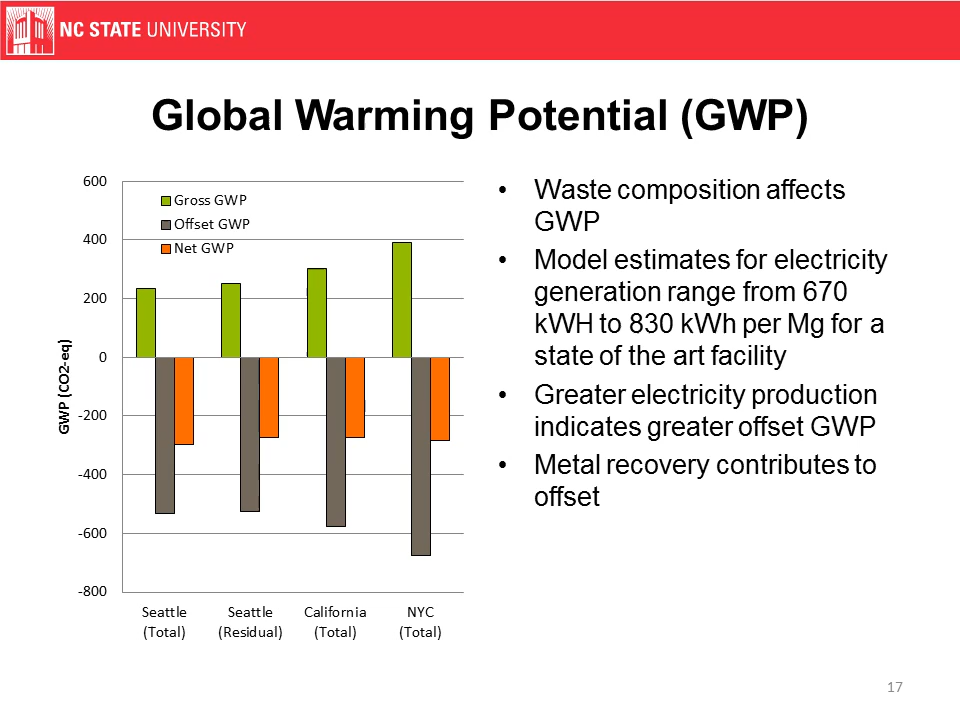 NC STATE UNIVERSITY
Global Warming Potential (GWP)
600
400
200
0
-200
-400
-600
-800
GWP (CO2-eq)
Gross GWP
Offset GWP
Net GWP
Seattle
(Total)
Seattle
(Residual)
California
(Total)
NYC
(Total)
• Waste composition affects
GWP
• Model estimates for electricity
generation range from 670
kWH to 830 kWh per Mg for a
state of the art facility
• Greater electricity production
indicates greater offset GWP
• Metal recovery contributes to
offset
17